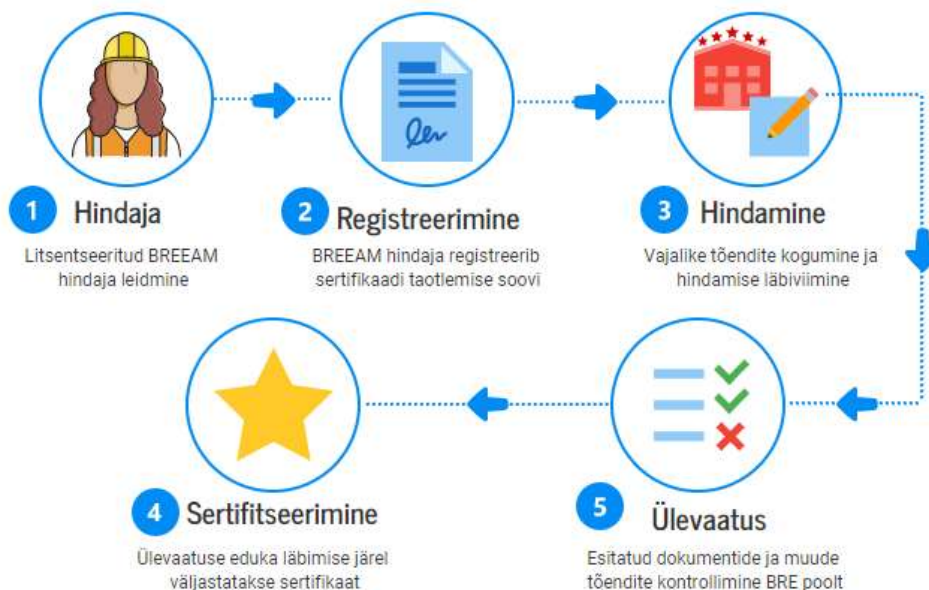 1 Hindaja
Litsentseeritud BREEAM
hindaja leidmine
2 Registreerimine
BREEAM hindaja registreerib
sertifikaadi taotlemise soovi
3 Hindamine
Vajalike tõendite kogumine ja
hindamise läbiviimine
4 Sertifitseerimine
Ülevaatuse eduka läbimise järel
väljastatakse sertifikaat
5 Ülevaatus
Esitatud dokumentide ja muude
tõendite kontrollimine BRE poolt